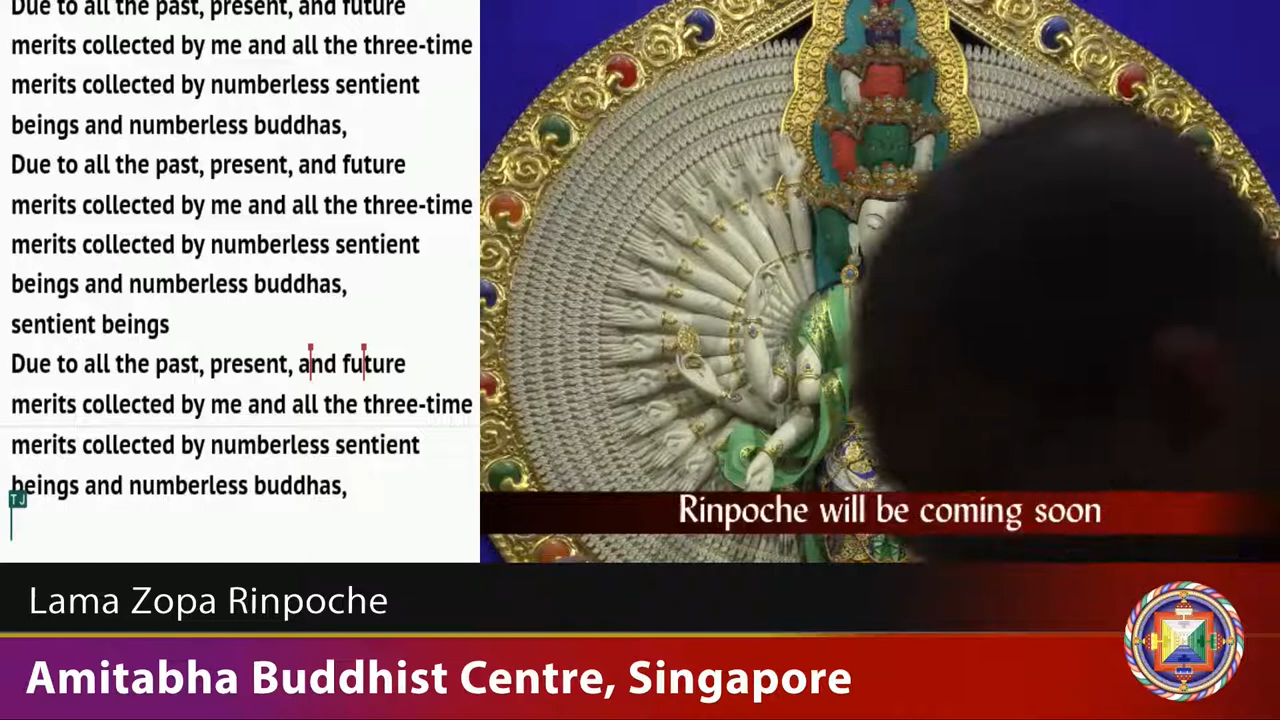 Due to all the past, present, and future
merits collected by me and all the three-time
merits collected by numberless sentient
beings and numberless buddhas,
Due to all the past, present, and future
merits collected by me and all the three-time
merits collected by numberless sentient
beings and numberless buddhas,
sentient beings
Due to all the past, present, and future
merits collected by me and all the three-time
merits collected by numberless sentient
beings and numberless buddhas,
TJ
Rinpoche will be coming soon
Lama Zopa Rinpoche
Amitabha Buddhist Centre, Singapore